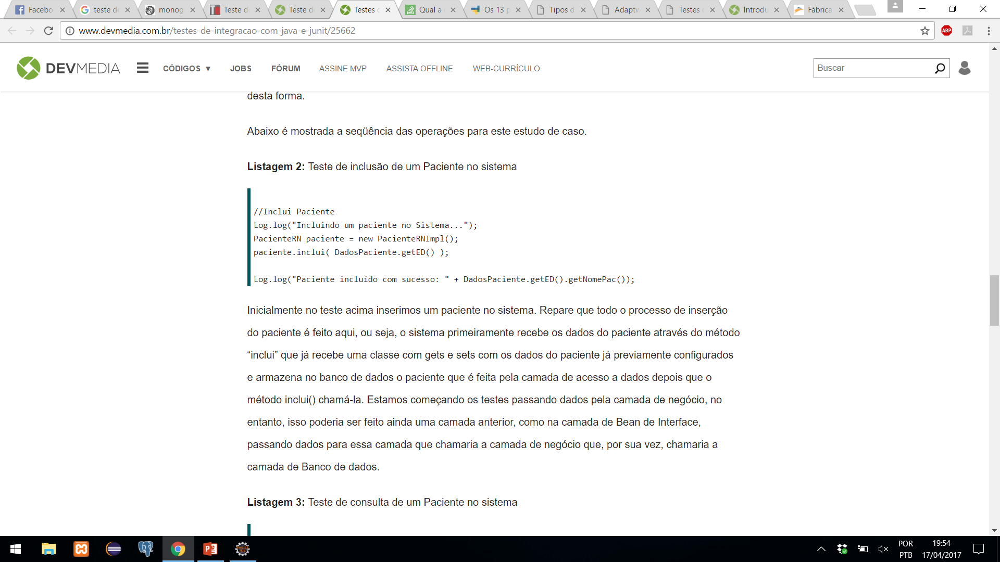 Facebo
teste de
monog
Teste de
Teste de
Testes
Qual a
Os 13 p
Tipos d
Adaptw
Testes
Introdu
Fábrica
www.devmedia.com.br/testes-de-integracao-com-java-e-junit/25662
ABP
DEVMEDIA
CÓDIGOS ▼
JOBS
FÓRUM
ASSINE MVP
ASSISTA OFFLINE
WEB-CURRÍCULO
Buscar
desta forma.
Abaixo é mostrada a seqüência das operações para este estudo de caso.
Listagem 2: Teste de inclusão de um Paciente no sistema
//Inclui Paciente
Log.log("Incluindo um paciente no Sistema...");
PacienteRN paciente = new PacienteRNImpl();
paciente.inclui( DadosPaciente.getED() );
Log.log("Paciente incluído com sucesso: " + DadosPaciente.getED().getNomePac());
Inicialmente no teste acima inserimos um paciente no sistema. Repare que todo o processo de inserção
do paciente é feito aqui, ou seja, o sistema primeiramente recebe os dados do paciente através do método
“inclui” que já recebe uma classe com gets e sets com os dados do paciente já previamente configurados
e armazena no banco de dados o paciente que é feita pela camada de acesso a dados depois que o
método inclui() chamá-la. Estamos começando os testes passando dados pela camada de negócio, no
entanto, isso poderia ser feito ainda uma camada anterior, como na camada de Bean de Interface,
passando dados para essa camada que chamaria a camada de negócio que, por sua vez, chamaria a
camada de Banco de dados.
Listagem 3: Teste de consulta de um Paciente no sistema
POR
PTB
19:54
17/04/2017